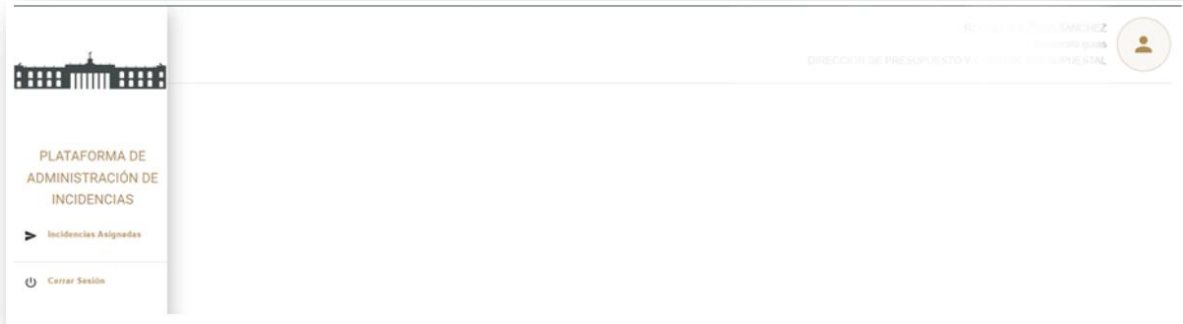 SANCHEZ
DIRECCIÓN DE PRESUPUESTO Y
PLATAFORMA DE
ADMINISTRACIÓN DE
INCIDENCIAS
Incidencias Asignadas
Cerrar Sesión